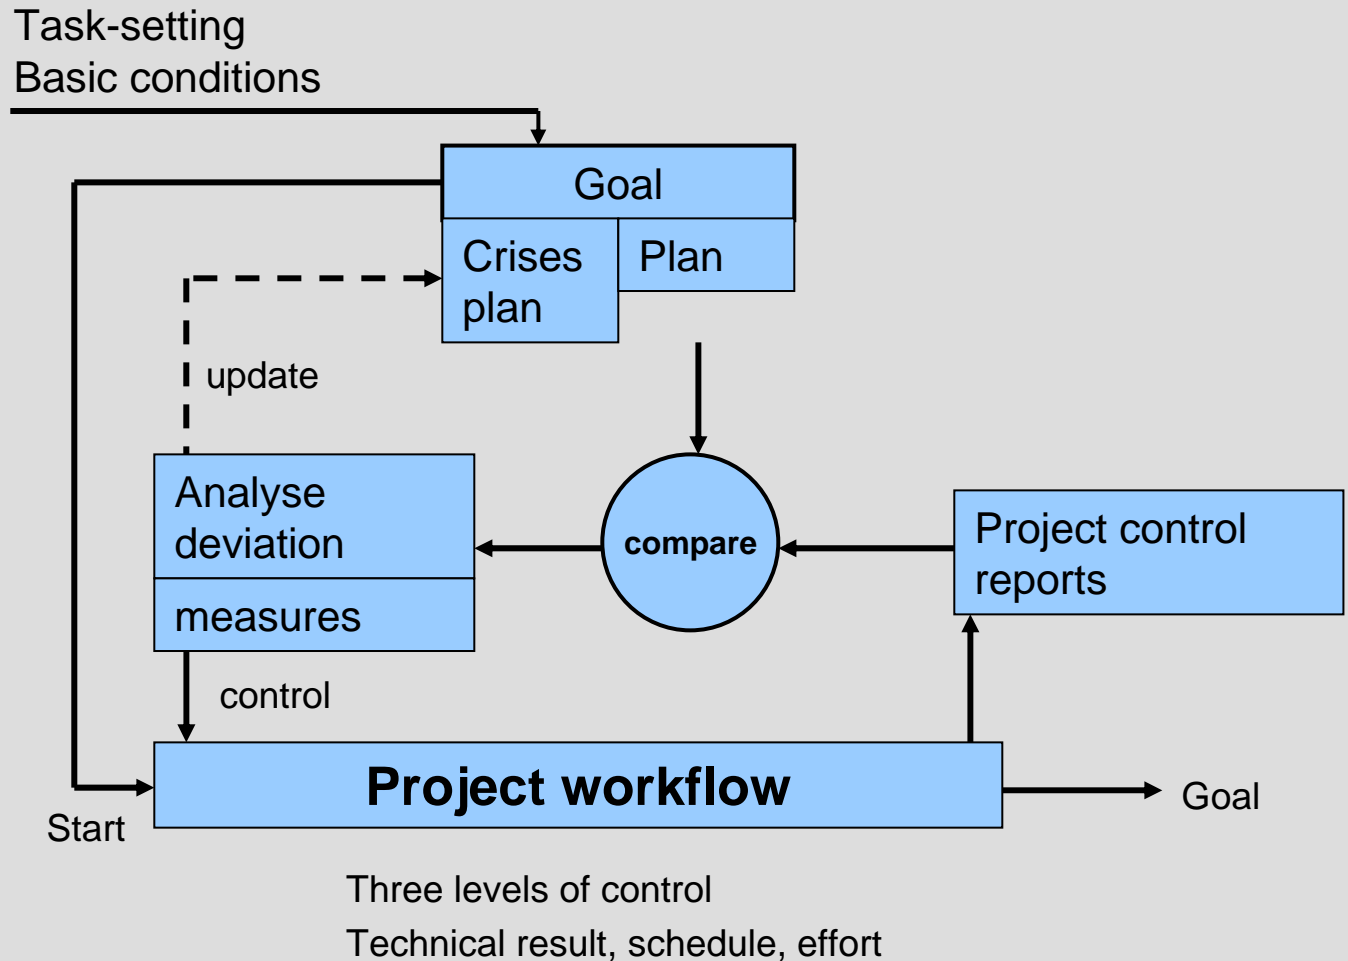 Task-setting
Basic conditions
Goal
Crises
plan
Plan
update
Analyse
deviation
measures
compare
Project control
reports
control
Project workflow
Start
Goal
Three levels of control
Technical result, schedule, effort